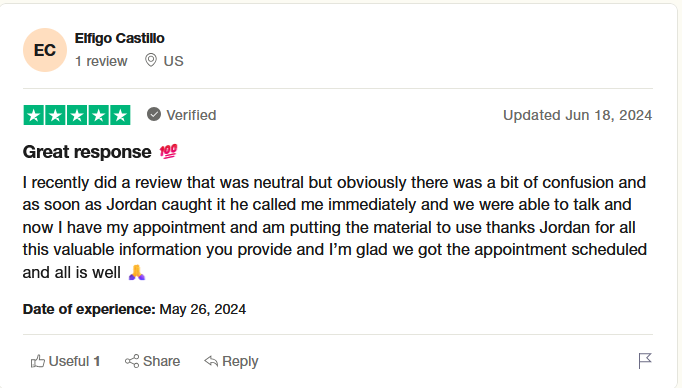 EC
Elfigo Castillo
1 review US
Verified
Updated Jun 18, 2024
Great response 💯
I recently did a review that was neutral but obviously there was a bit of confusion and
as soon as Jordan caught it he called me immediately and we were able to talk and
now I have my appointment and am putting the material to use thanks Jordan for all
this valuable information you provide and I’m glad we got the appointment scheduled
and all is well 🙏
Date of experience: May 26, 2024
Useful 1 Share Reply